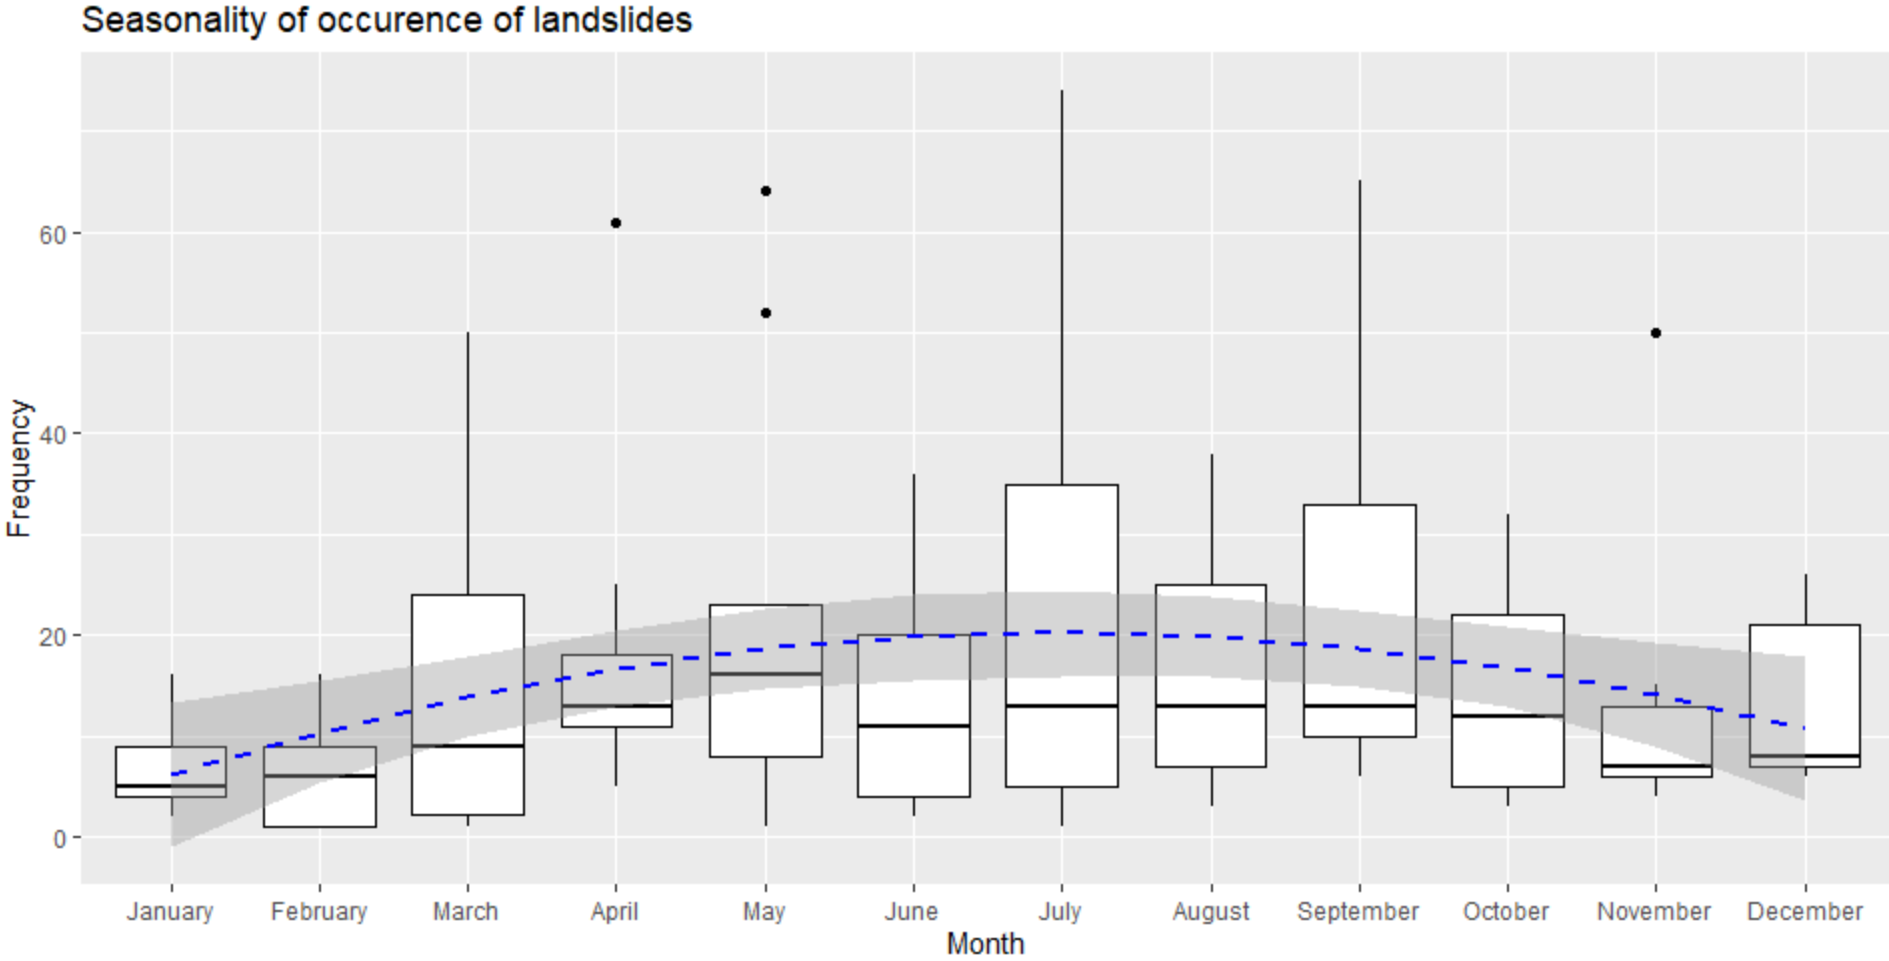 Seasonality of occurence of landslides
60
40
20
0
Frequency
January February March April May June July August September October November December
Month